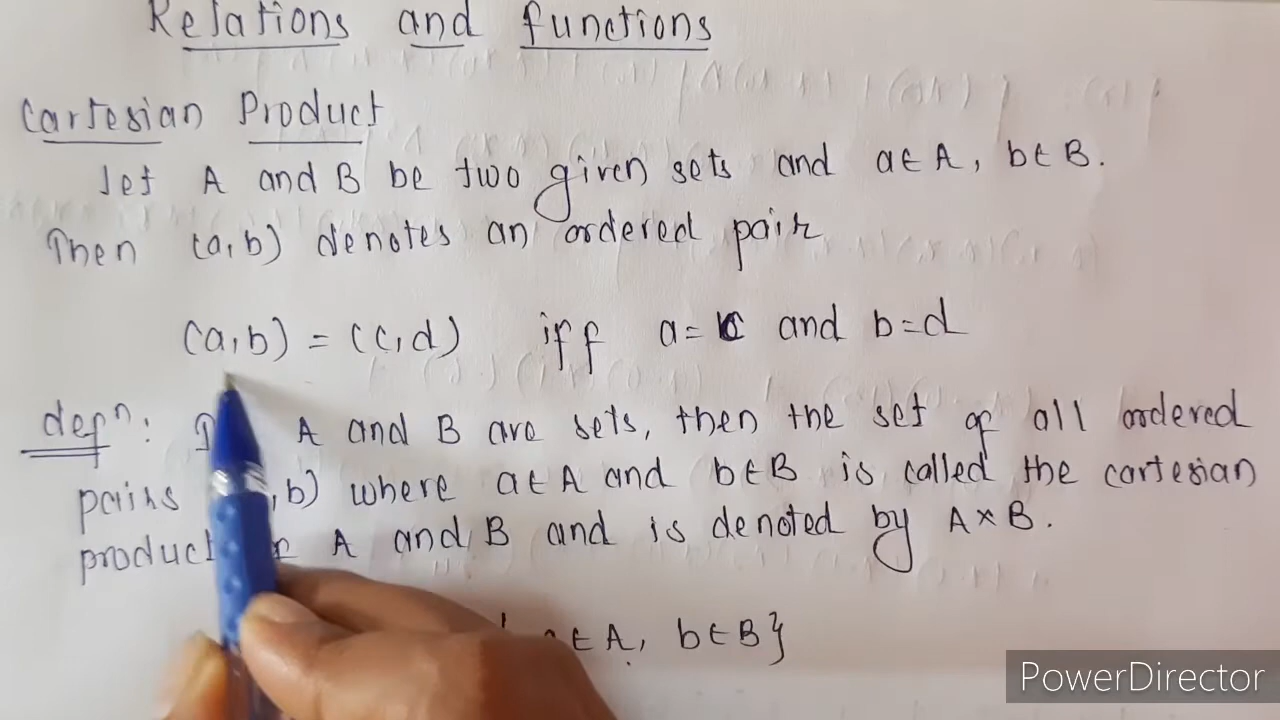 Relations and functions
Cartesian Product
Let A and B be two given sets and a∈A, b∈B.
Then (a,b) denotes an ordered pair
(a,b) = (c,d) iff a=c and b=d
defⁿ: A and B are sets, then the set of all ordered
pairs ,b) where a∈A and b∈B is called the cartesian
product A and B and is denoted by A×B.
∈A, b∈B}
PowerDirector